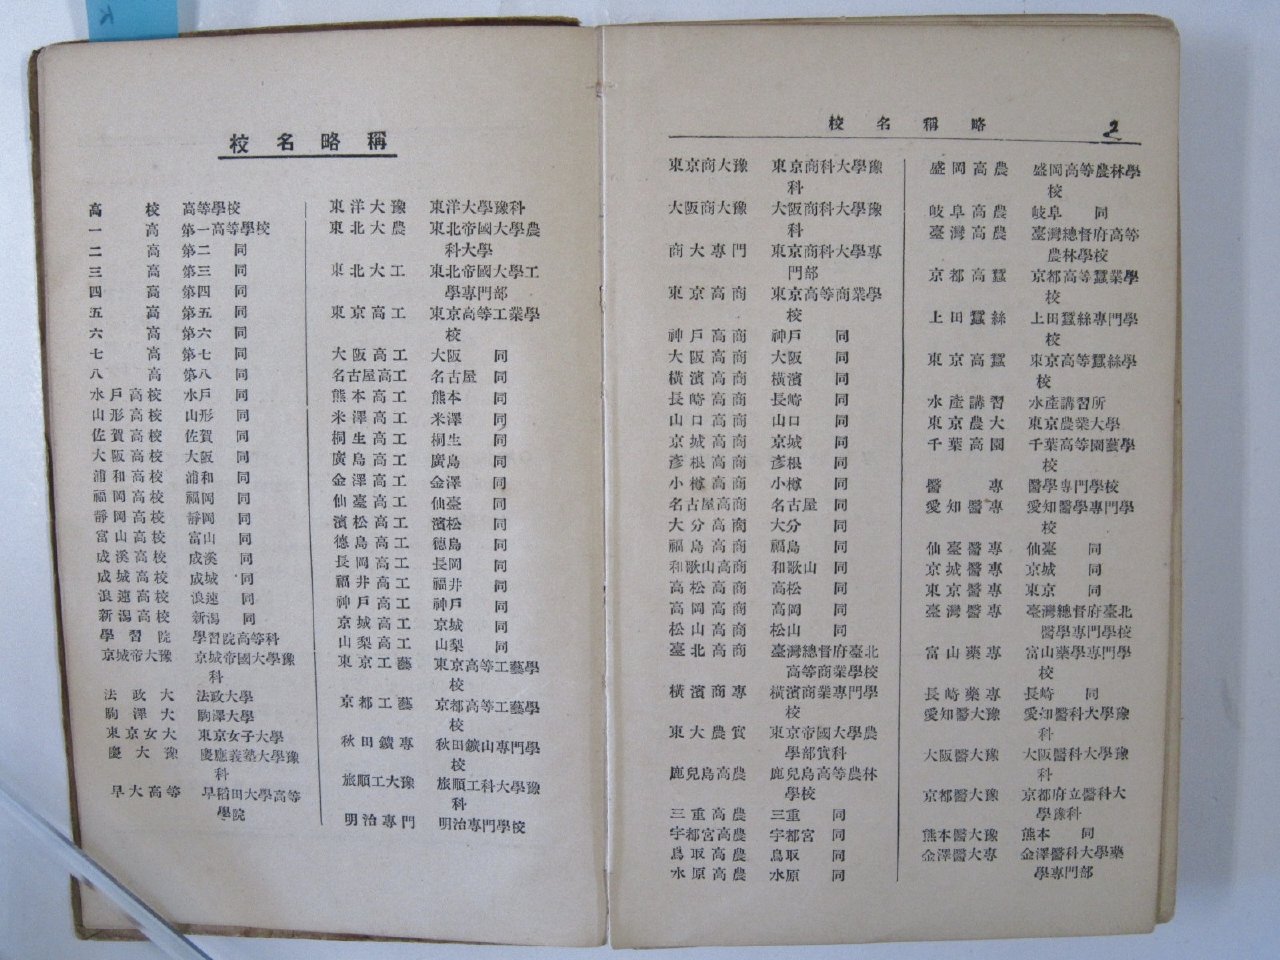 校名略稱
高校 高等學校
一高 第一高等學校
二高 第二 同
三高 第三 同
四高 第四 同
五高 第五 同
六高 第六 同
七高 第七 同
八高 第八 同
水戶高校 水戶 同
山形高校 山形 同
佐賀高校 佐賀 同
大阪高校 大阪 同
浦和高校 浦和 同
福岡高校 福岡 同
靜岡高校 靜岡 同
富山高校 富山 同
成溪高校 成溪 同
成城高校 成城 同
浪速高校 浪速 同
新潟高校 新潟 同
學習院 學習院高等科
京城帝大豫 京城帝國大學豫
科
法政大 法政大學
駒澤大 駒澤大學
東京女大 東京女子大學
慶大豫 慶應義塾大學豫
科
早大高等 早稻田大學高等
學院
東洋大豫 東洋大學豫科
東北大農 東北帝國大學農
科大學
東北大工 東北帝國大學工
學專門部
東京高工 東京高等工業學
校
大阪高工 大阪 同
名古屋高工 名古屋 同
熊本高工 熊本 同
米澤高工 米澤 同
桐生高工 桐生 同
廣島高工 廣島 同
金澤高工 金澤 同
仙臺高工 仙臺 同
濱松高工 濱松 同
德島高工 德島 同
長岡高工 長岡 同
福井高工 福井 同
神戶高工 神戶 同
京城高工 京城 同
山梨高工 山梨 同
東京工藝 東京高等工藝學
校
京都工藝 京都高等工藝學
校
秋田鑛專 秋田鑛山專門學
校
旅順工大豫 旅順工科大學豫
科
明治專門 明治專門學校
校名稱略 2
東京商大豫 東京商科大學豫
科
大阪商大豫 大阪商科大學豫
科
商大專門 東京商科大學專
門部
東京高商 東京高等商業學
校
神戶高商 神戶 同
大阪高商 大阪 同
橫濱高商 橫濱 同
長崎高商 長崎 同
山口高商 山口 同
京城高商 京城 同
彥根高商 彥根 同
小樽高商 小樽 同
名古屋高商 名古屋 同
大分高商 大分 同
福島高商 福島 同
和歌山高商 和歌山 同
高松高商 高松 同
高岡高商 高岡 同
松山高商 松山 同
臺北高商 臺灣總督府臺北
高等商業學校
橫濱商專 橫濱商業專門學
校
東大農實 東京帝國大學農
學部實科
鹿兒島高農 鹿兒島高等農林
學校
三重高農 三重 同
宇都宮高農 宇都宮 同
鳥取高農 鳥取 同
水原高農 水原 同
盛岡高農 盛岡高等農林學
校
岐阜高農 岐阜 同
臺灣高農 臺灣總督府高等
農林學校
京都高蠶 京都高等蠶業學
校
上田蠶絲 上田蠶絲專門學
校
東京高蠶 東京高等蠶絲學
校
水產講習 水產講習所
東京農大 東京農業大學
千葉高園 千葉高等園藝學
校
醫專 醫學專門學校
愛知醫專 愛知醫學專門學
校
仙臺醫專 仙臺 同
京城醫專 京城 同
東京醫專 東京 同
臺灣醫專 臺灣總督府臺北
醫學專門學校
富山藥專 富山藥學專門學
校
長崎藥專 長崎 同
愛知醫大豫 愛知醫科大學豫
科
大阪醫大豫 大阪醫科大學豫
科
京都醫大豫 京都府立醫科大
學豫科
熊本醫大豫 熊本 同
金澤醫大專 金澤醫科大學藥
學專門部